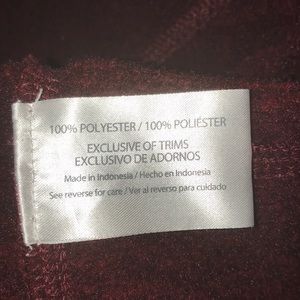 100% POLYESTER / 100% POLIÉSTER
EXCLUSIVE OF TRIMS
EXCLUSIVO DE ADORNOS
Made in Indonesia / Hecho en Indonesia
See reverse for care / Ver al reverso para cuidado